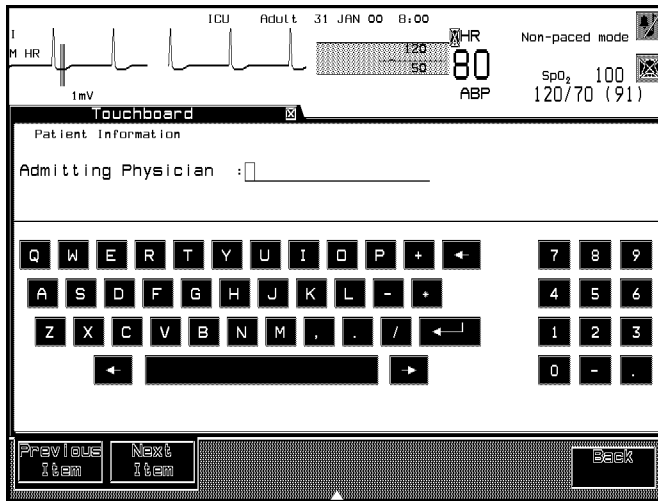 ICU Adult 31 JAN 00 8:00
I
M HR
1mV
120
50
HR
80
ABP
Non-paced mode
SpO₂ 100
120/70 (91)
Touchboard
Patient Information
Admitting Physician :
Q W E R T Y U I O P + ← 7 8 9
A S D F G H J K L - + 4 5 6
Z X C V B N M , . / 1 2 3
← → 0 - .
Previous Item
Next Item
Back